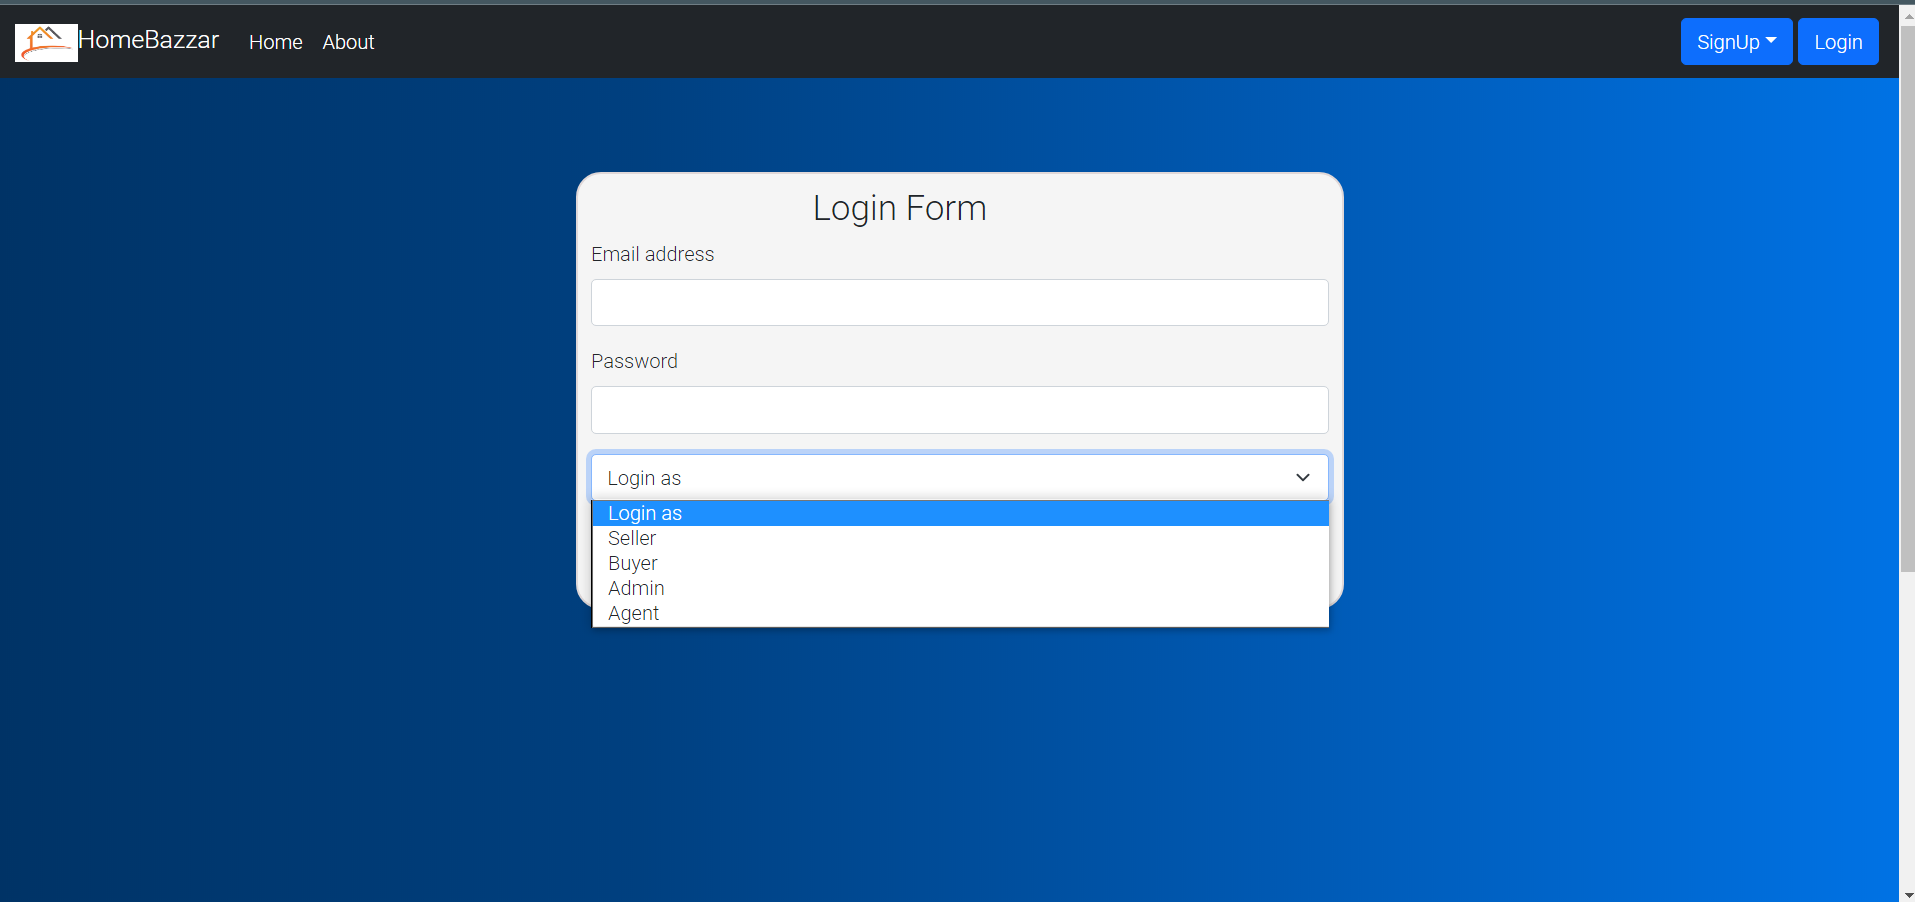 HomeBazzar Home About SignUp Login
Login Form
Email address
Password
Login as
Login as
Seller
Buyer
Admin
Agent